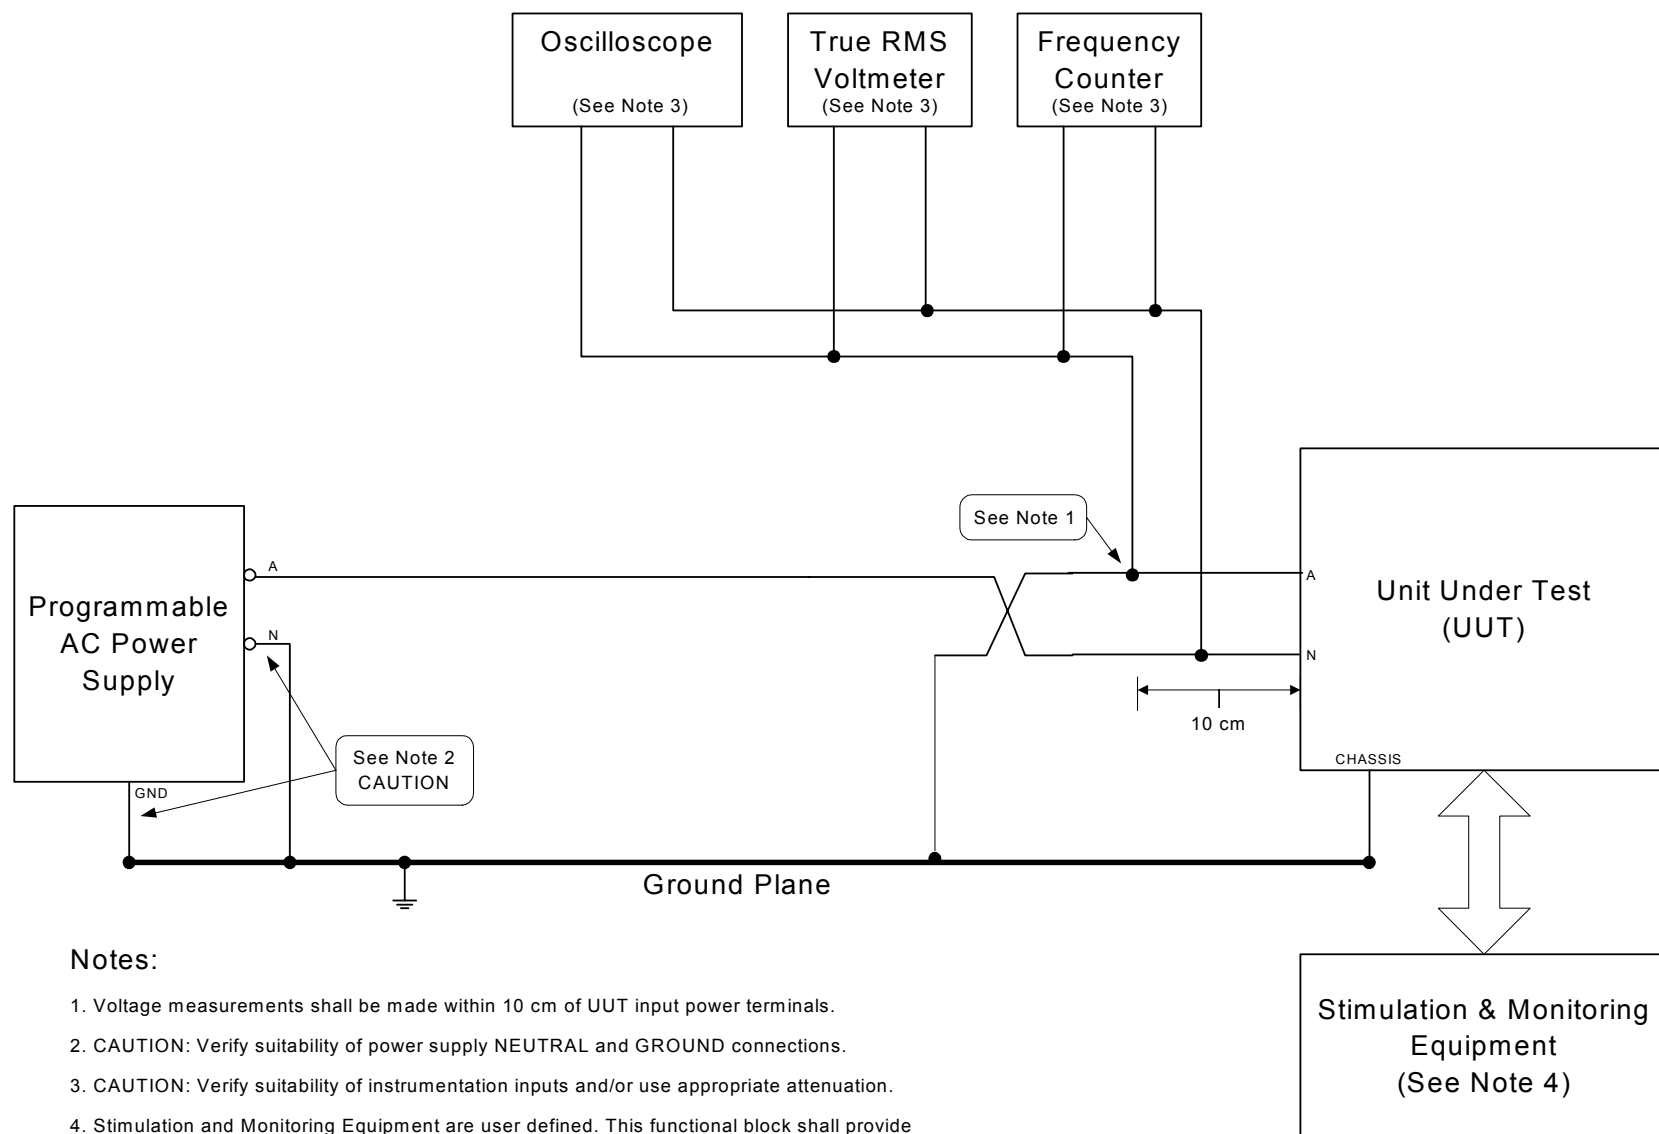 Oscilloscope
(See Note 3)
True RMS
Voltmeter
(See Note 3)
Frequency
Counter
(See Note 3)
See Note 1
Programmable
AC Power
Supply
A
N
GND
See Note 2
CAUTION
A
N
Unit Under Test
(UUT)
10 cm
CHASSIS
Ground Plane
Stimulation & Monitoring
Equipment
(See Note 4)
Notes:
1. Voltage measurements shall be made within 10 cm of UUT input power terminals.
2. CAUTION: Verify suitability of power supply NEUTRAL and GROUND connections.
3. CAUTION: Verify suitability of instrumentation inputs and/or use appropriate attenuation.
4. Stimulation and Monitoring Equipment are user defined. This functional block shall provide